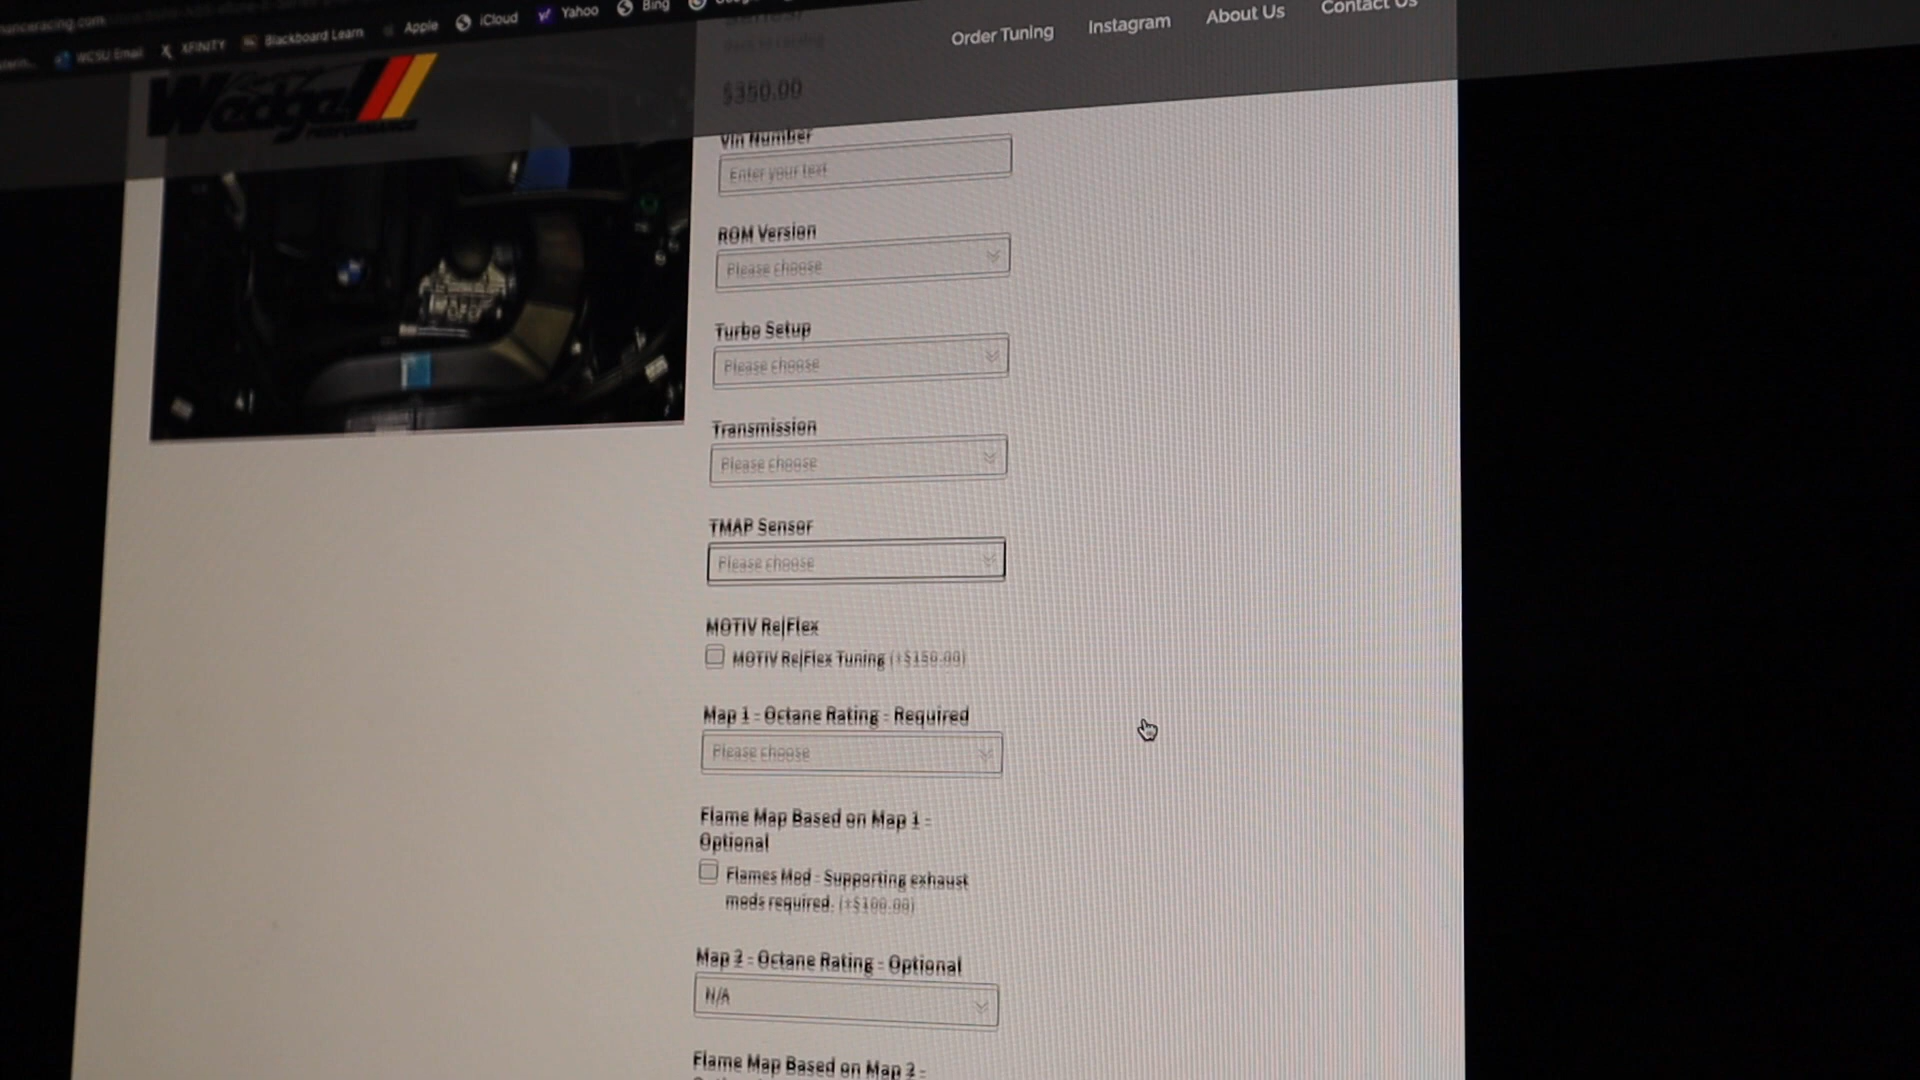 Order Tuning
Instagram
About Us
Contact Us
WCSU Email
XFINITY
Blackboard Learn
Apple
iCloud
Yahoo
Bing
Wedge
PERFORMANCE
$350.00
Vin Number
Enter your text
ROM Version
Please choose
Turbo Setup
Please choose
Transmission
Please choose
TMAP Sensor
Please choose
MOTIV Re|Flex
MOTIV Re|Flex Tuning (+$150.00)
Map 1 - Octane Rating - Required
Please choose
Flame Map Based on Map 1 -
Optional
Flames Mod - Supporting exhaust
mods required. (+$100.00)
Map 2 - Octane Rating - Optional
N/A
Flame Map Based on Map 2 -